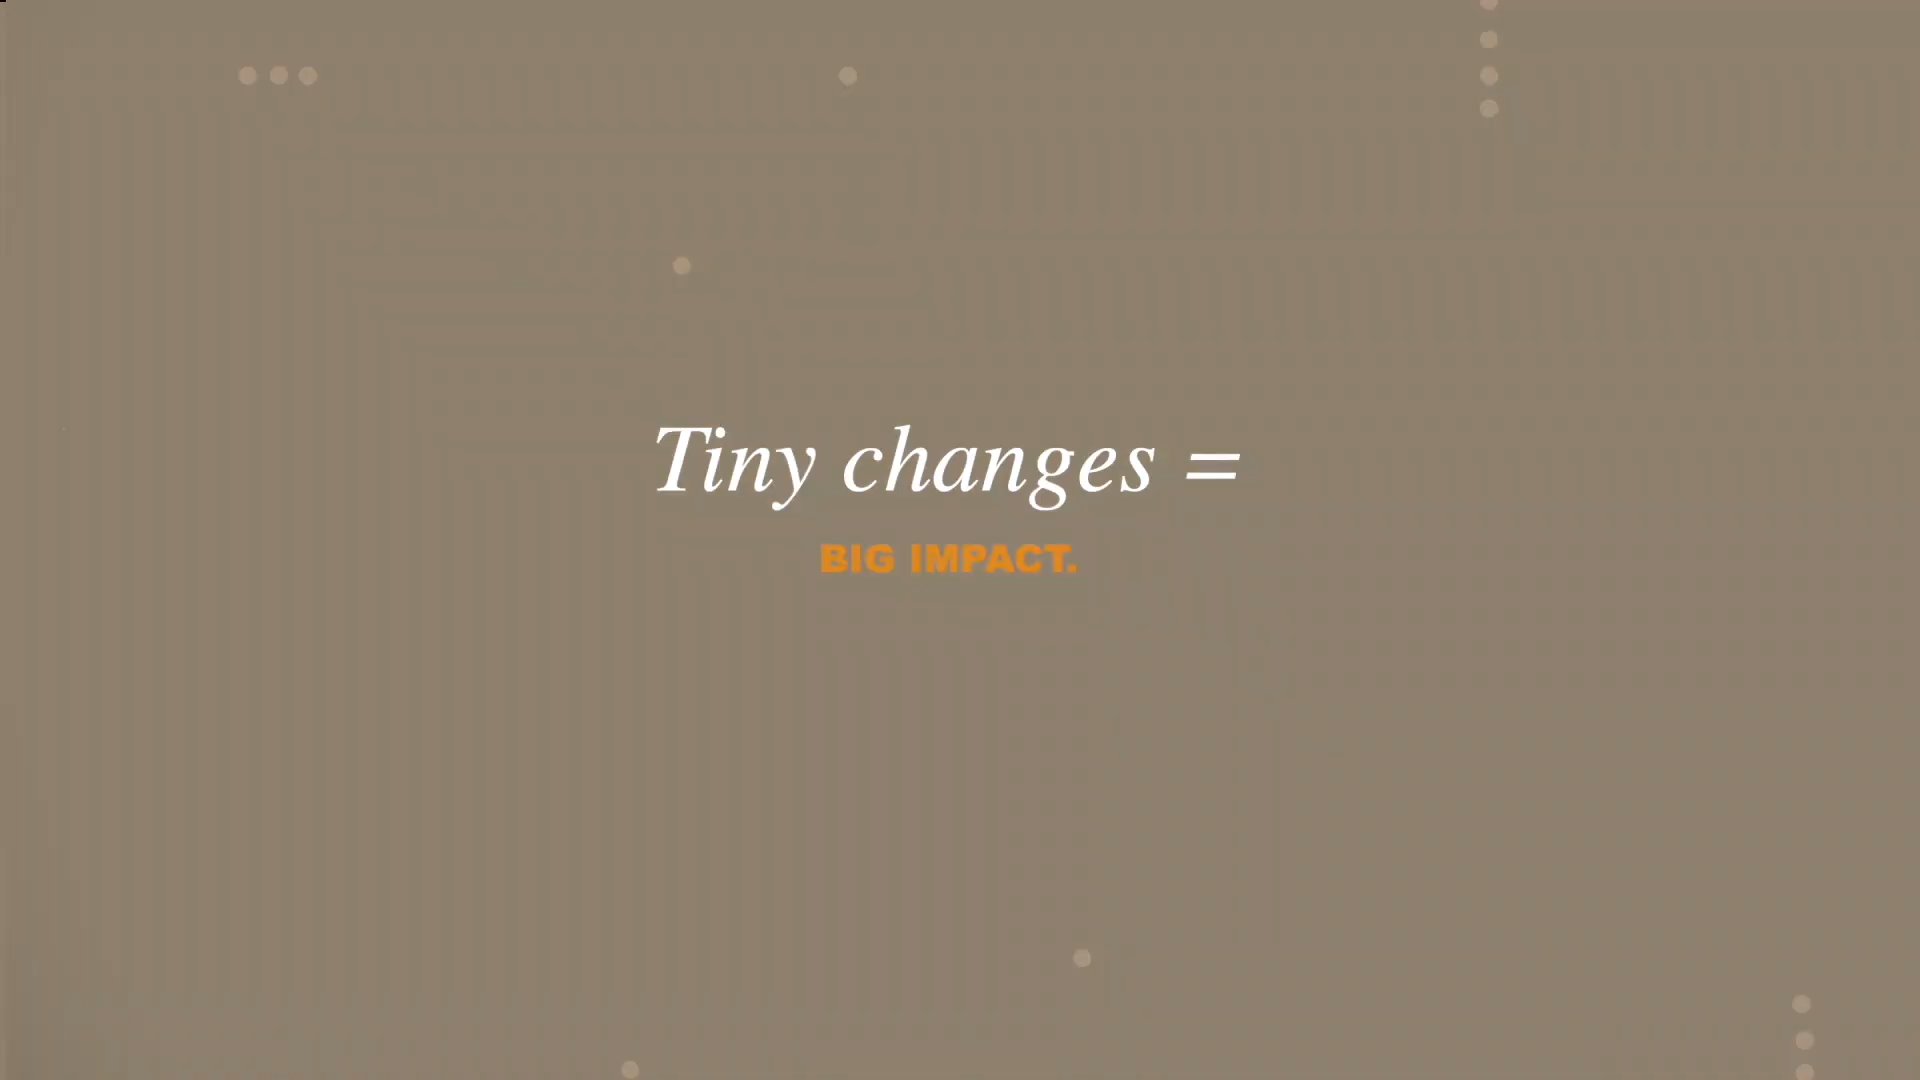 Tiny changes =
BIG IMPACT.